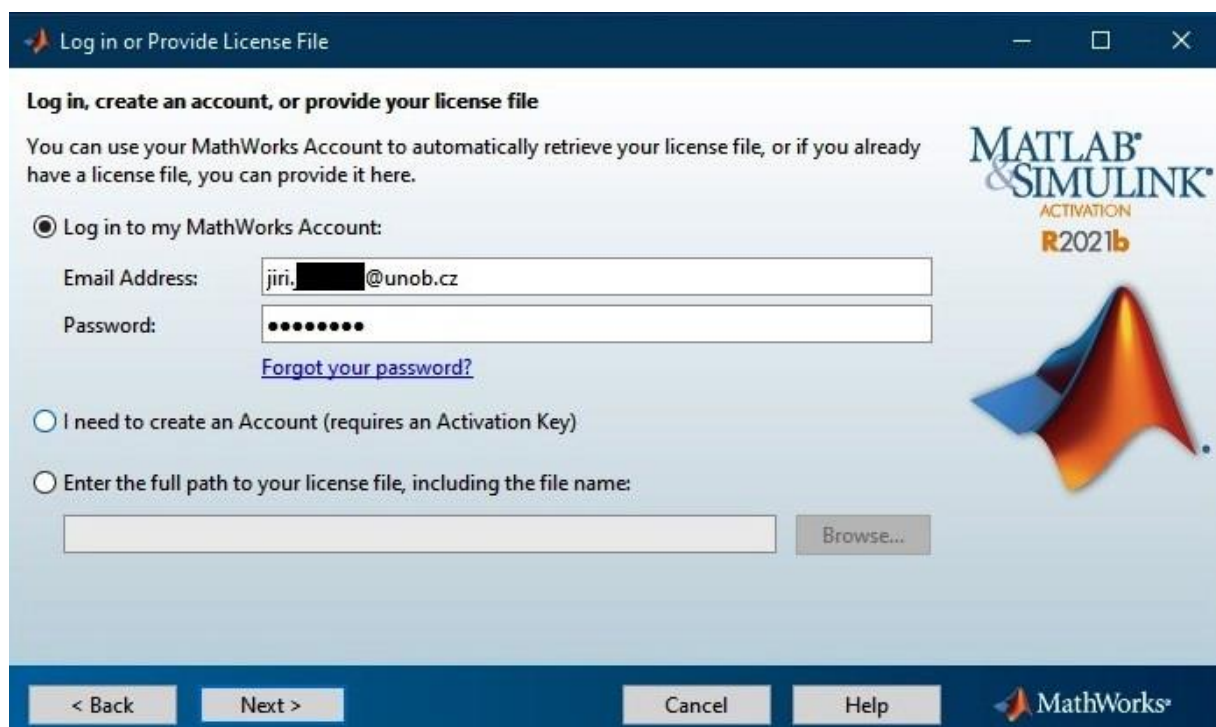 Log in or Provide License File
Log in, create an account, or provide your license file
You can use your MathWorks Account to automatically retrieve your license file, or if you already
have a license file, you can provide it here.
Log in to my MathWorks Account:
Email Address:
jiri. @unob.cz
Password:
Forgot your password?
I need to create an Account (requires an Activation Key)
Enter the full path to your license file, including the file name:
Browse...
MATLAB®
&SIMULINK®
ACTIVATION
R2021b
< Back
Next >
Cancel
Help
MathWorks®